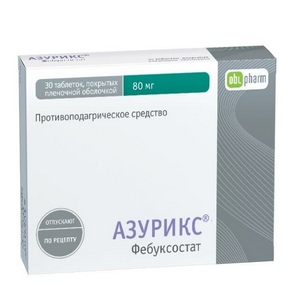 30 таблеток, покрытых
пленочной оболочкой
80 мг
obl pharm
Противоподагрическое средство
ОТПУСКАЮТ
ПО РЕЦЕПТУ
АЗУРИКС®
Фебуксостат